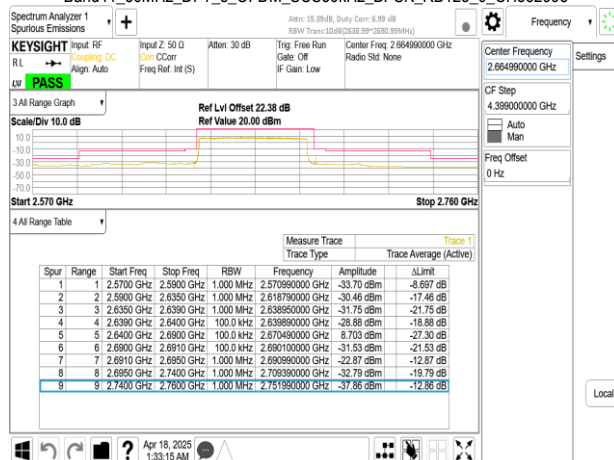 Spectrum Analyzer 1
Spurious Emissions
Attn: 15.39dB, Duty Corr: 6.99 dB
RBW Trans:10dB(2638.99~2690.99MHz)
Frequency
KEYSIGHT
RL
LXI
PASS
Input: RF
Coupling: DC
Align: Auto
Input Z: 50 Ω
Corr CCorr
Freq Ref: Int (S)
Atten: 30 dB
Trig: Free Run
Gate: Off
IF Gain: Low
Center Freq: 2.664990000 GHz
Radio Std: None
Center Frequency
2.664990000 GHz
Settings
CF Step
4.399000000 GHz
Auto
Man
Freq Offset
0 Hz
3 All Range Graph
Scale/Div 10.0 dB
Ref Lvl Offset 22.38 dB
Ref Value 20.00 dBm
10.0
-10.0
-30.0
-50.0
-70.0
Start 2.570 GHz
Stop 2.760 GHz
4 All Range Table
Measure Trace Trace 1
Trace Type Trace Average (Active)
Spur Range Start Freq Stop Freq RBW Frequency Amplitude ΔLimit
1 1 2.5700 GHz 2.5900 GHz 1.000 MHz 2.570990000 GHz -33.70 dBm -8.697 dB
2 2 2.5900 GHz 2.6350 GHz 1.000 MHz 2.618790000 GHz -30.46 dBm -17.46 dB
3 3 2.6350 GHz 2.6390 GHz 1.000 MHz 2.638950000 GHz -31.75 dBm -21.75 dB
4 4 2.6390 GHz 2.6400 GHz 100.0 kHz 2.639890000 GHz -28.88 dBm -18.88 dB
5 5 2.6400 GHz 2.6900 GHz 100.0 kHz 2.670490000 GHz 8.703 dBm -27.30 dB
6 6 2.6900 GHz 2.6910 GHz 100.0 kHz 2.690100000 GHz -31.53 dBm -21.53 dB
7 7 2.6910 GHz 2.6950 GHz 1.000 MHz 2.690990000 GHz -22.87 dBm -12.87 dB
8 8 2.6950 GHz 2.7400 GHz 1.000 MHz 2.709390000 GHz -32.79 dBm -19.79 dB
9 9 2.7400 GHz 2.7600 GHz 1.000 MHz 2.751990000 GHz -37.86 dBm -12.86 dB
Local
Apr 18, 2025
1:33:15 AM